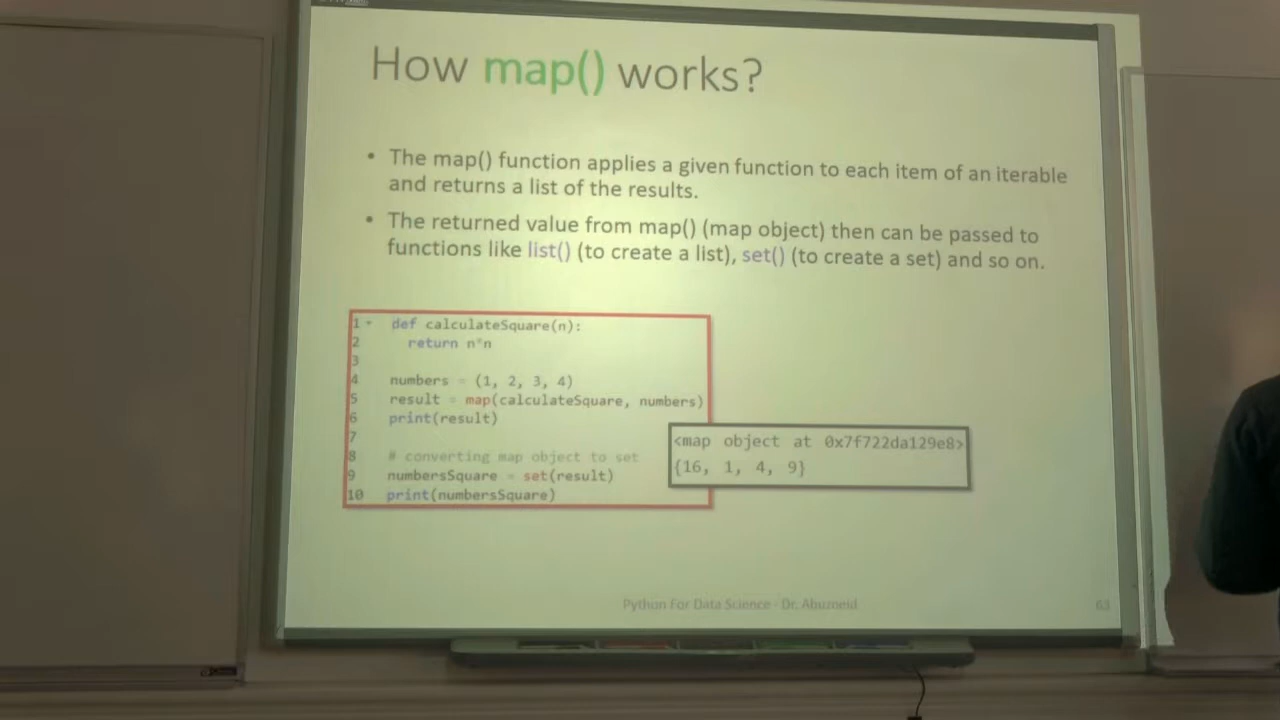 How map() works?
• The map() function applies a given function to each item of an iterable
and returns a list of the results.
• The returned value from map() (map object) then can be passed to
functions like list() (to create a list), set() (to create a set) and so on.
1 def calculateSquare(n):
2 return n*n
3
4 numbers = (1, 2, 3, 4)
5 result = map(calculateSquare, numbers)
6 print(result)
7
8 # converting map object to set
9 numbersSquare = set(result)
10 print(numbersSquare)
<map object at 0x7f722da129e8>
{16, 1, 4, 9}
Python For Data Science - Dr. Abuzneid
63